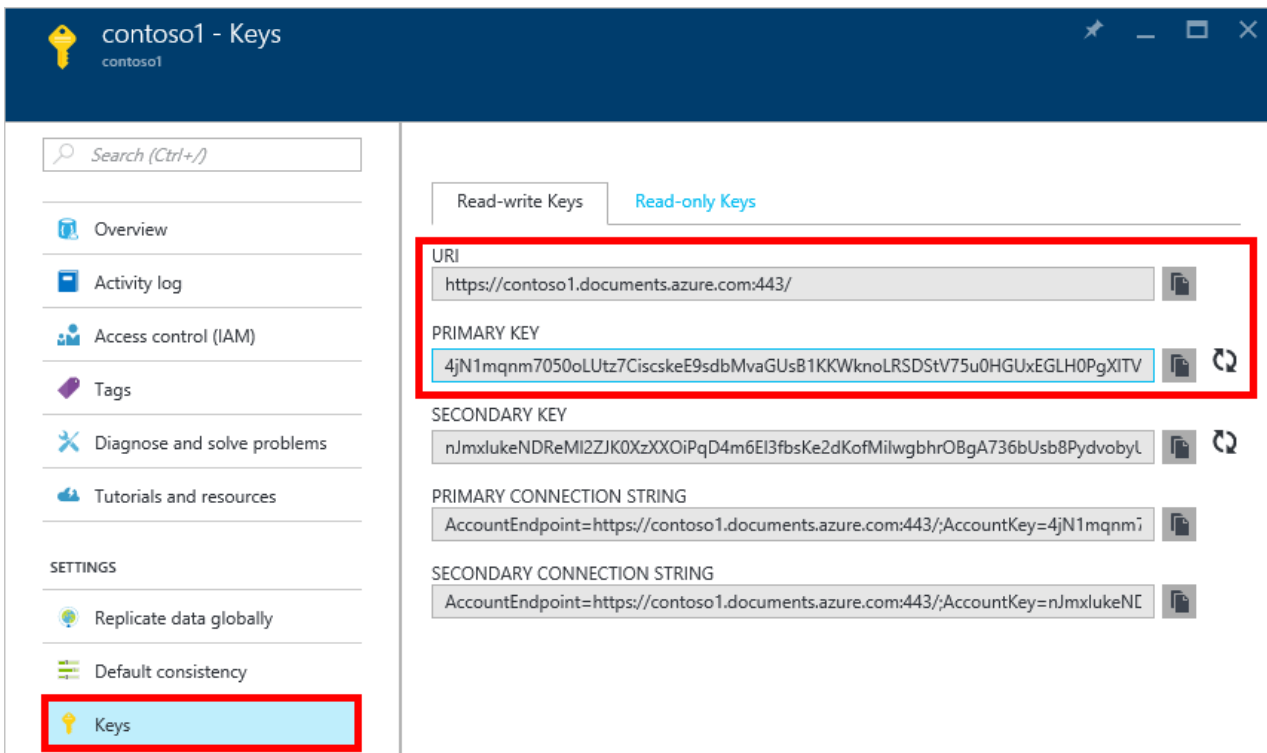 contoso1 - Keys
contoso1
Search (Ctrl+/)
Overview
Activity log
Access control (IAM)
Tags
Diagnose and solve problems
Tutorials and resources
SETTINGS
Replicate data globally
Default consistency
Keys
Read-write Keys Read-only Keys
URI
https://contoso1.documents.azure.com:443/
PRIMARY KEY
4jN1mqnm7050oLUtz7CiscskeE9sdbMvaGUsB1KKWknoLRSDStV75u0HGUxEGLH0PgXITV
SECONDARY KEY
nJmxlukeNDReMI2ZJK0XzXXOiPqD4m6EI3fbsKe2dKofMilwgbhrOBgA736bUsb8PydvobyL
PRIMARY CONNECTION STRING
AccountEndpoint=https://contoso1.documents.azure.com:443/;AccountKey=4jN1mqnm7
SECONDARY CONNECTION STRING
AccountEndpoint=https://contoso1.documents.azure.com:443/;AccountKey=nJmxlukeND